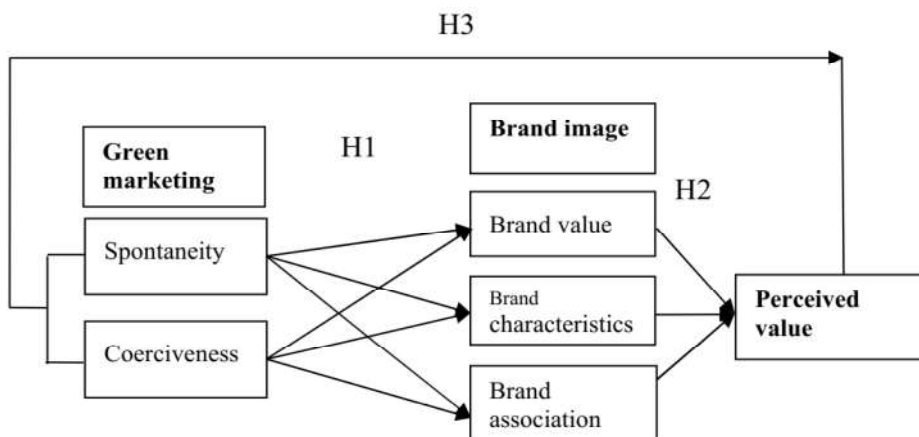 H3
Green
marketing
H1
Brand image
H2
Spontaneity
Brand value
Coerciveness
Brand
characteristics
Brand
association
Perceived
value